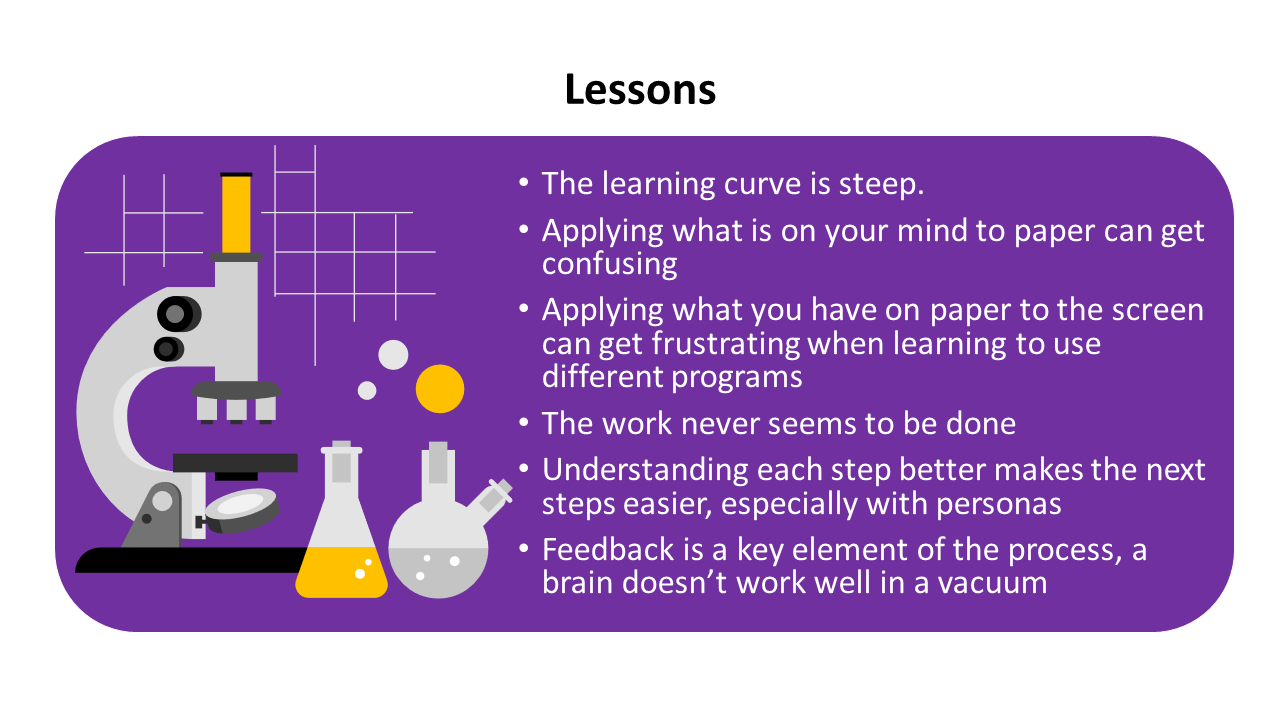 Lessons
• The learning curve is steep.
• Applying what is on your mind to paper can get
confusing
• Applying what you have on paper to the screen
can get frustrating when learning to use
different programs
• The work never seems to be done
• Understanding each step better makes the next
steps easier, especially with personas
• Feedback is a key element of the process, a
brain doesn’t work well in a vacuum